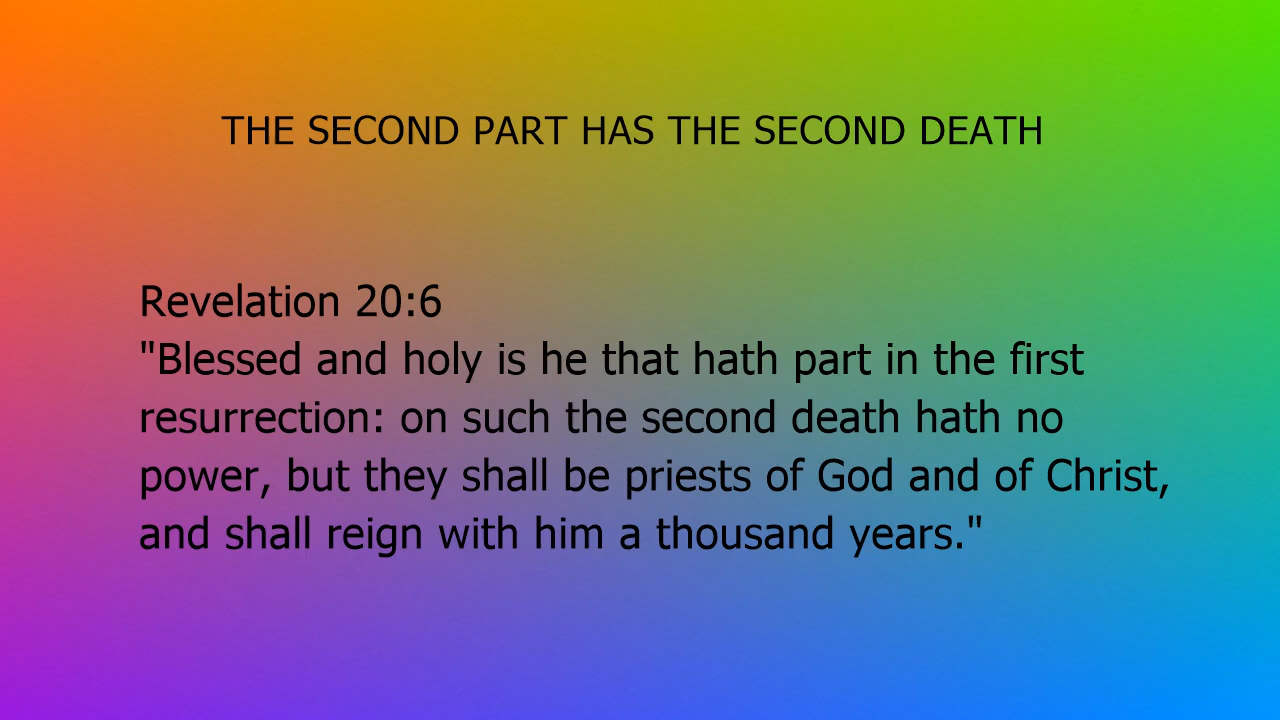 THE SECOND PART HAS THE SECOND DEATH
Revelation 20:6
"Blessed and holy is he that hath part in the first
resurrection: on such the second death hath no
power, but they shall be priests of God and of Christ,
and shall reign with him a thousand years."